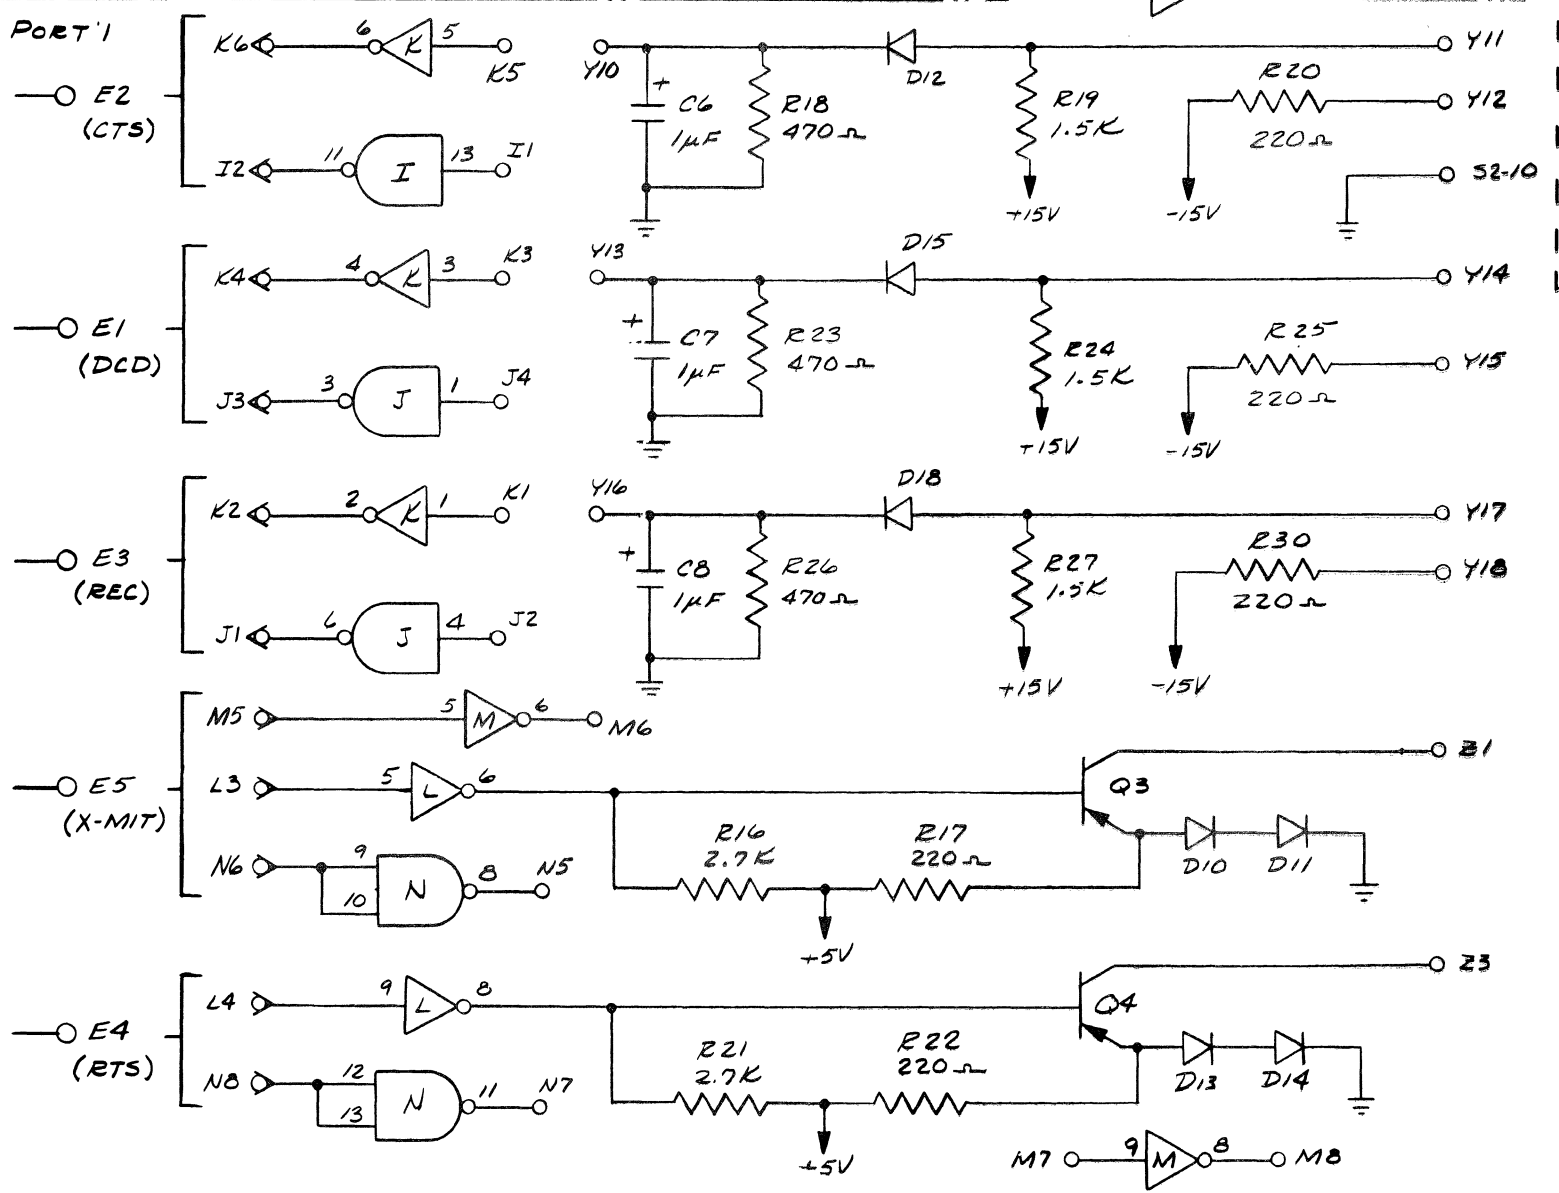 PORT 1
K6 6 K 5 K5
Y10 D12 Y11
E2
(CTS)
+ C6
1µF
R18
470Ω
R19
1.5K
+15V
R20
220Ω
-15V
Y12
I2 11 I 13 I1
S2-10
K4 4 K 3 K3
Y13 D15 Y14
E1
(DCD)
+ C7
1µF
R23
470Ω
R24
1.5K
+15V
R25
220Ω
-15V
Y15
J3 3 J 1 J4
K2 2 K 1 K1
Y16 D18 Y17
E3
(REC)
+ C8
1µF
R26
470Ω
R27
1.5K
+15V
R30
220Ω
-15V
Y18
J1 6 J 4 J2
M5 5 M 6 M6
E5
(X-MIT)
L3 5 L 6
Q3 Z1
R16
2.7K
R17
220Ω
D10 D11
+5V
N6 9 10 N 8 N5
L4 9 L 8
Q4 Z3
E4
(RTS)
R21
2.7K
R22
220Ω
D13 D14
+5V
N8 12 13 N 11 N7
M7 9 M 8 M8